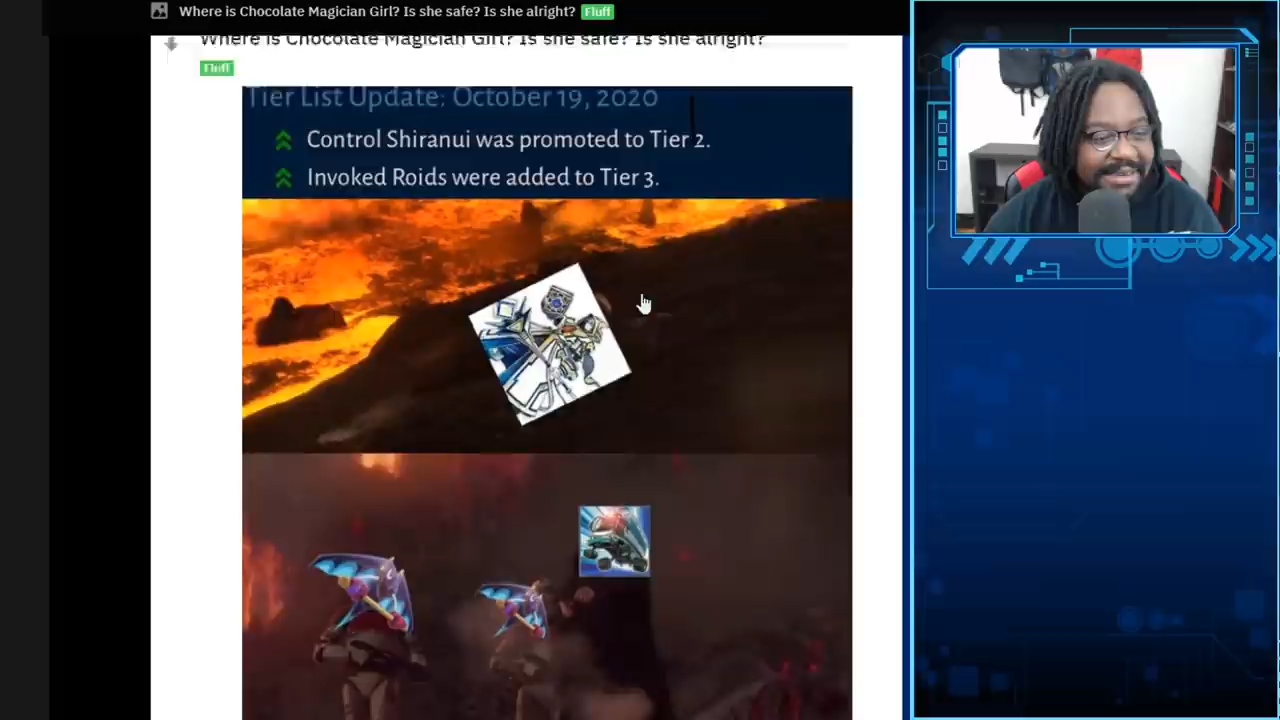 Where is Chocolate Magician Girl? Is she safe? Is she alright? Fluff
Where is Chocolate Magician Girl? Is she safe? Is she alright?
Fluff
Tier List Update: October 19, 2020
Control Shiranui was promoted to Tier 2.
Invoked Roids were added to Tier 3.